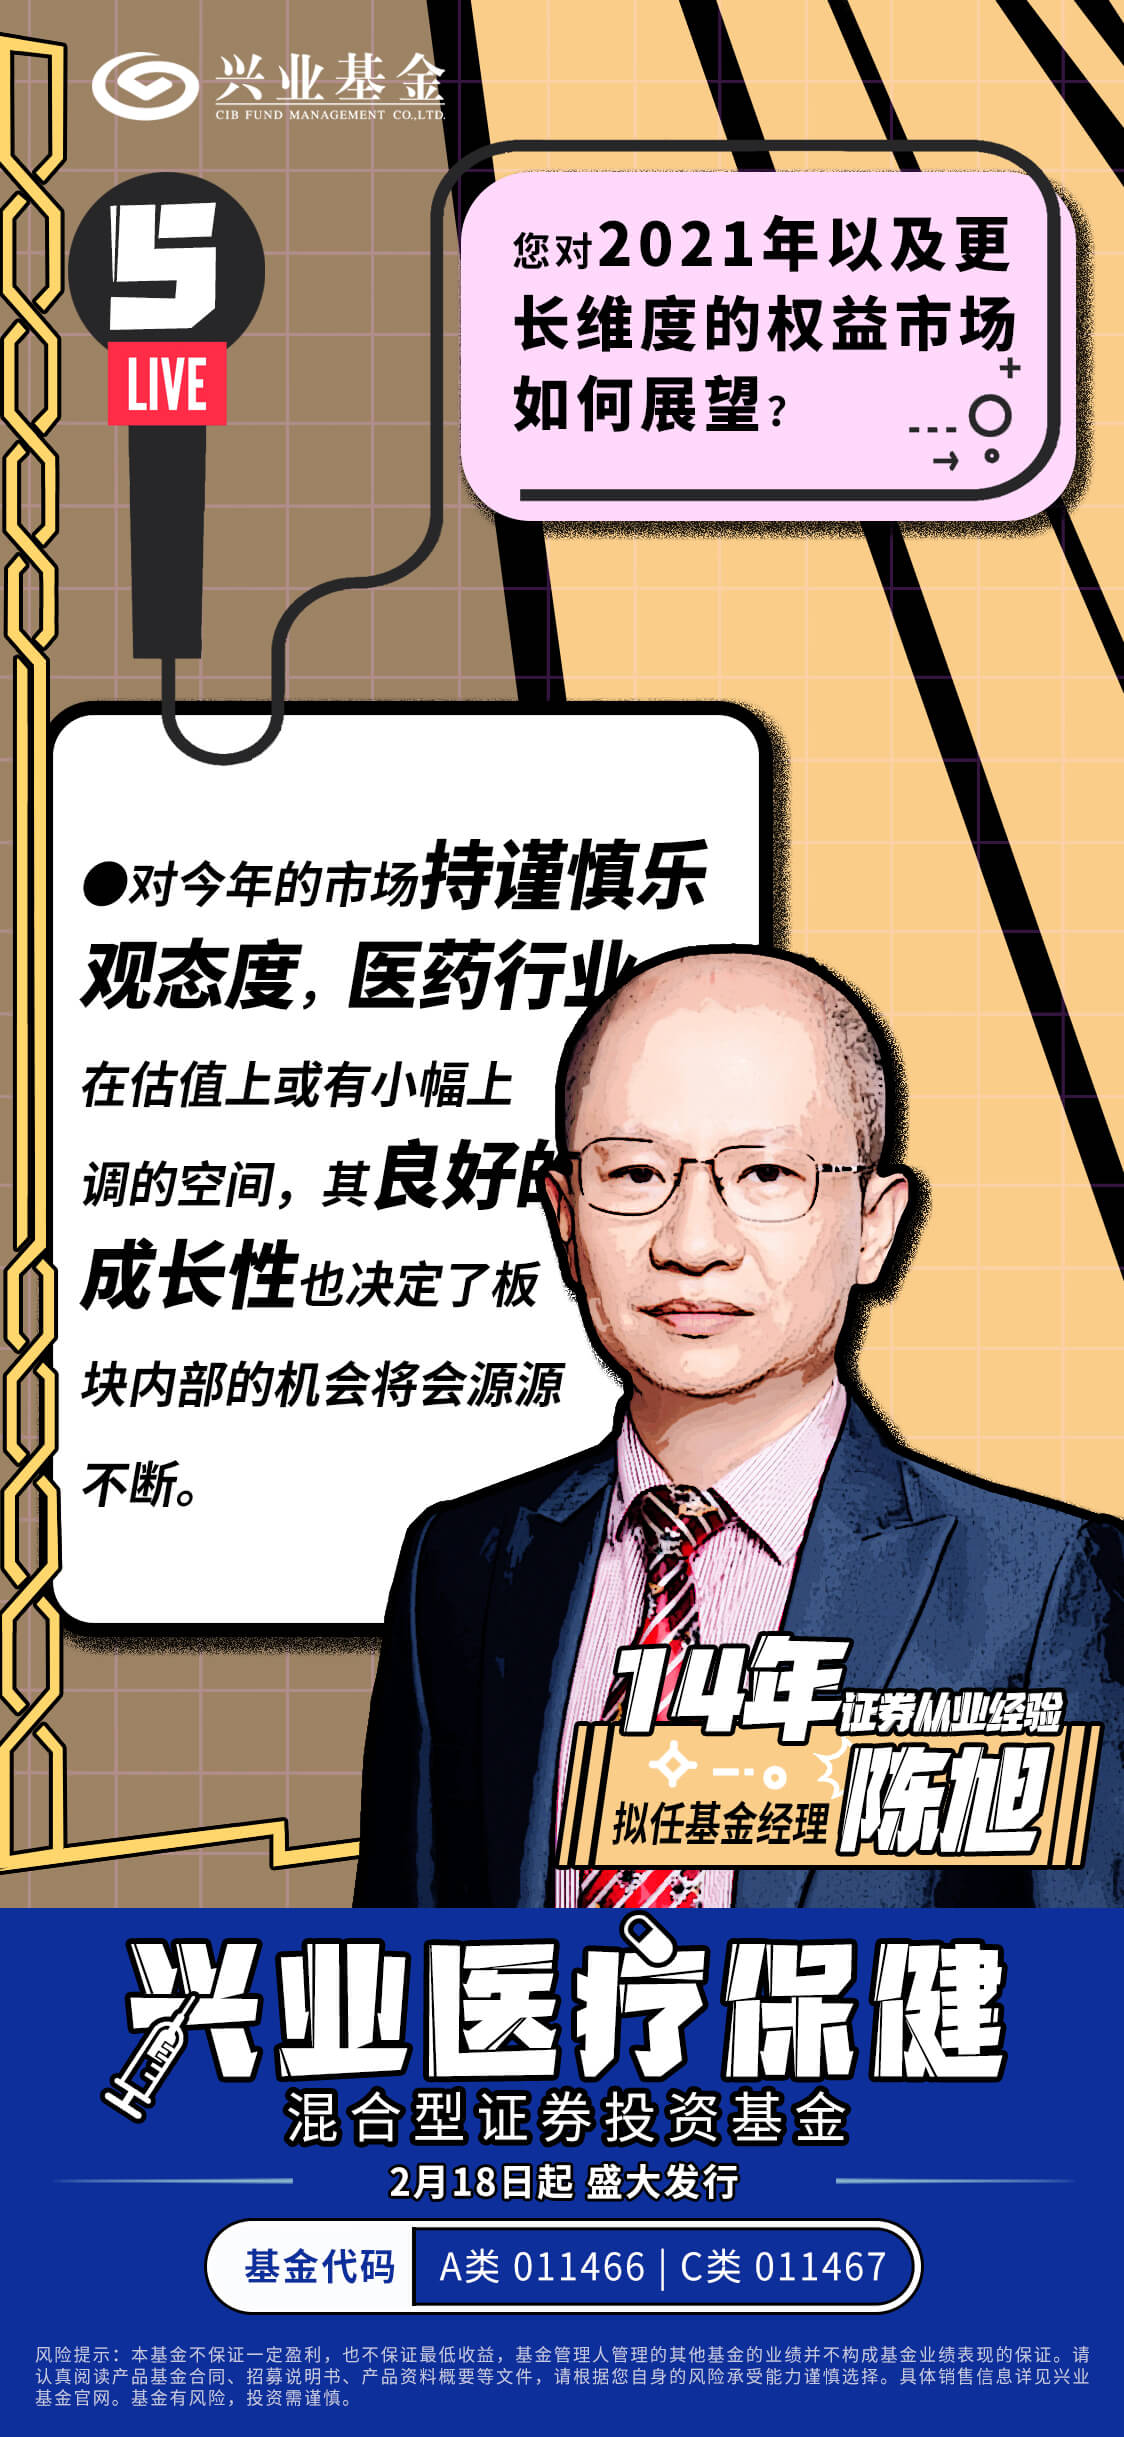 兴业基金
CIB FUND MANAGEMENT CO.,LTD.
5
LIVE
您对2021年以及更
长维度的权益市场
如何展望?
●对今年的市场持谨慎乐
观态度，医药行业
在估值上或有小幅上
调的空间，其良好的
成长性也决定了板
块内部的机会将会源源
不断。
14年证券从业经验
拟任基金经理 陈旭
兴业医疗保健
混合型证券投资基金
2月18日起 盛大发行
基金代码 A类 011466 | C类 011467
风险提示：本基金不保证一定盈利，也不保证最低收益，基金管理人管理的其他基金的业绩并不构成基金业绩表现的保证。请
认真阅读产品基金合同、招募说明书、产品资料概要等文件，请根据您自身的风险承受能力谨慎选择。具体销售信息详见兴业
基金官网。基金有风险，投资需谨慎。